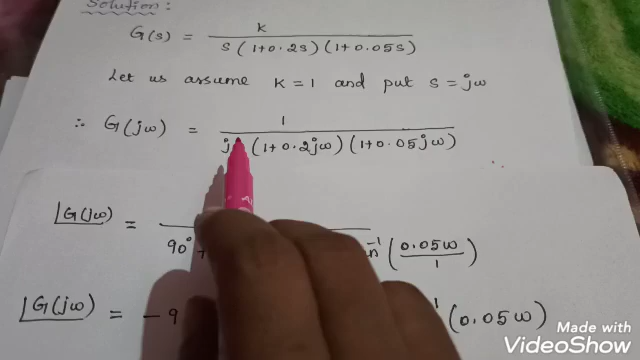 Solution:
G(s) = K / s(1+0.2s)(1+0.05s)
Let us assume K=1 and put s=jω
∴ G(jω) = 1 / j (1+0.2jω)(1+0.05jω)
∠G(jω) = 90° + n⁻¹(0.05ω/1)
∠G(jω) = -9 (0.05ω)
Made with
VideoShow